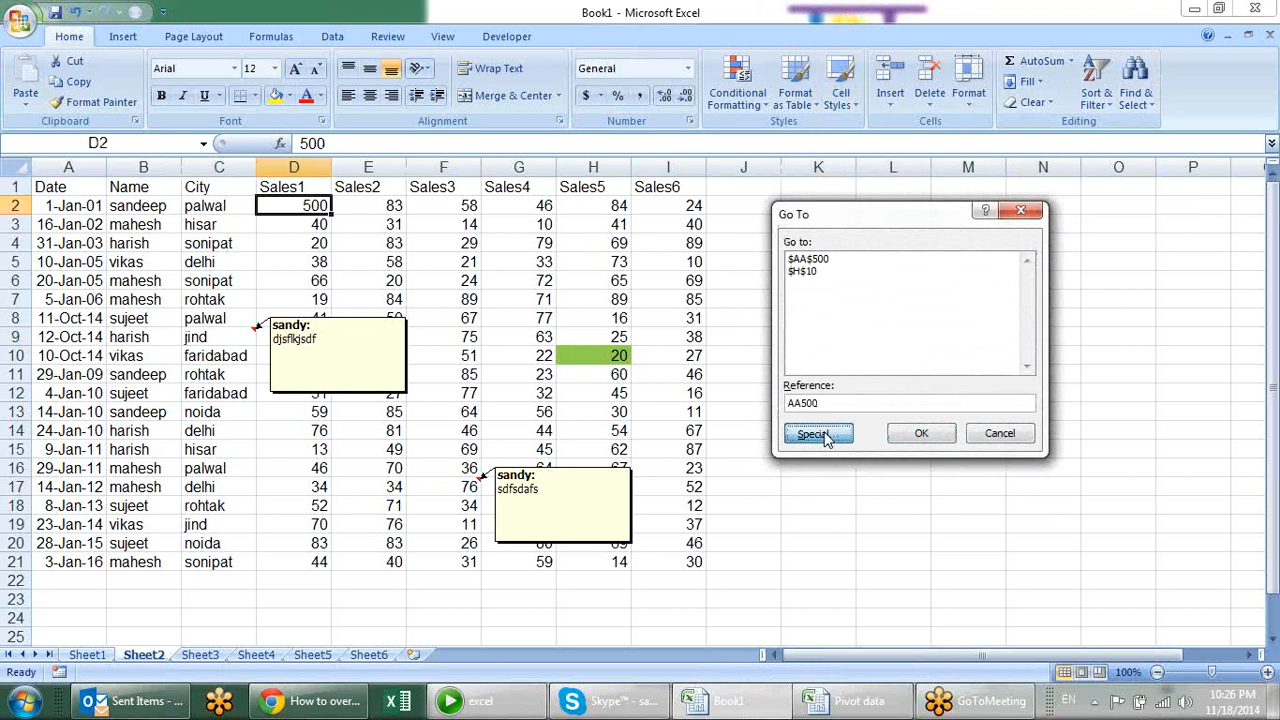 Book1 - Microsoft Excel
Home Insert Page Layout Formulas Data Review View Developer
Paste Cut Copy Format Painter Clipboard
Arial 12 B I U A Font
Wrap Text Merge & Center Alignment
General $ % , Number
Conditional Formatting Format as Table Cell Styles Styles
Insert Delete Format Cells
AutoSum Fill Clear Sort & Filter Find & Select Editing
D2 fx 500
A B C D E F G H I J K L M N O P
1 Date Name City Sales1 Sales2 Sales3 Sales4 Sales5 Sales6
2 1-Jan-01 sandeep palwal 500 83 58 46 84 24
3 16-Jan-02 mahesh hisar 40 31 14 10 41 40
4 31-Jan-03 harish sonipat 20 83 29 79 69 89
5 10-Jan-05 vikas delhi 38 58 21 33 73 10
6 20-Jan-05 mahesh sonipat 66 20 24 72 65 69
7 5-Jan-06 mahesh rohtak 19 84 89 71 89 85
8 11-Oct-14 sujeet palwal 67 77 16 31
9 12-Oct-14 harish jind 75 63 25 38
10 10-Oct-14 vikas faridabad 51 22 20 27
11 29-Jan-09 sandeep rohtak 85 23 60 46
12 4-Jan-10 sujeet faridabad 77 32 45 16
13 14-Jan-10 sandeep noida 59 85 64 56 30 11
14 24-Jan-10 harish delhi 76 81 46 44 54 67
15 9-Jan-11 harish hisar 13 49 69 45 62 87
16 29-Jan-11 mahesh palwal 46 70 36 23
17 14-Jan-12 mahesh delhi 34 34 76 52
18 8-Jan-13 sujeet rohtak 52 71 34 12
19 23-Jan-14 vikas jind 70 76 11 37
20 28-Jan-15 sujeet noida 83 83 26 46
21 3-Jan-16 mahesh sonipat 44 40 31 59 14 30
22
23
24
25
sandy:
djsflkjsdf
sandy:
sdfsdafs
Go To
Go to:
$AA$500
$H$10
Reference:
AA500
Special... OK Cancel
Sheet1 Sheet2 Sheet3 Sheet4 Sheet5 Sheet6
Ready 100%
Sent Items - ... How to over... excel Skype™ - sa... Book1 Pivot data GoToMeeting EN 10:26 PM
11/18/2014